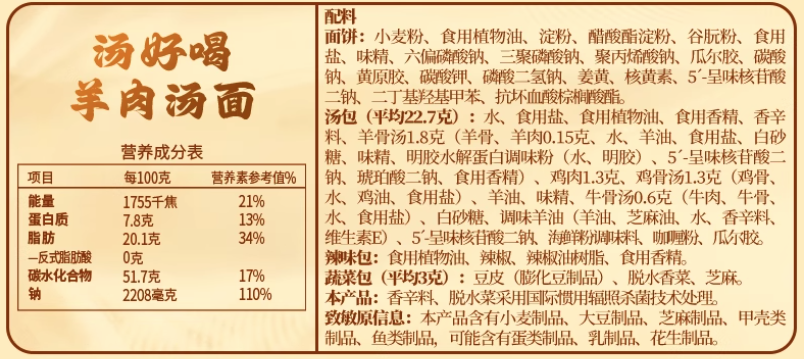 汤好喝
羊肉汤面
营养成分表
项目 每100克 营养素参考值%
能量 1755千焦 21%
蛋白质 7.8克 13%
脂肪 20.1克 34%
—反式脂肪酸 0克
碳水化合物 51.7克 17%
钠 2208毫克 110%
配料
面饼：小麦粉、食用植物油、淀粉、醋酸酯淀粉、谷朊粉、食用
盐、味精、六偏磷酸钠、三聚磷酸钠、聚丙烯酸钠、瓜尔胶、碳酸
钠、黄原胶、碳酸钾、磷酸二氢钠、姜黄、核黄素、5´-呈味核苷酸
二钠、二丁基羟基甲苯、抗坏血酸棕榈酸酯。
汤包（平均22.7克）：水、食用盐、食用植物油、食用香精、香辛
料、羊骨汤1.8克（羊骨、羊肉0.15克、水、羊油、食用盐、白砂
糖、味精、明胶水解蛋白调味粉（水、明胶）、5´-呈味核苷酸二
钠、琥珀酸二钠、食用香精）、鸡肉1.3克、鸡骨汤1.3克（鸡骨、
水、鸡油、食用盐）、羊油、味精、牛骨汤0.6克（牛肉、牛骨、
水、食用盐）、白砂糖、调味羊油（羊油、芝麻油、水、香辛料、
维生素E）、5´-呈味核苷酸二钠、海鲜粉调味料、咖喱粉、瓜尔胶。
辣味包：食用植物油、辣椒、辣椒油树脂、食用香精。
蔬菜包（平均3克）：豆皮（膨化豆制品）、脱水香菜、芝麻。
本产品：香辛料、脱水菜采用国际惯用辐照杀菌技术处理。
致敏原信息：本产品含有小麦制品、大豆制品、芝麻制品、甲壳类
制品、鱼类制品，可能含有蛋类制品、乳制品、花生制品。